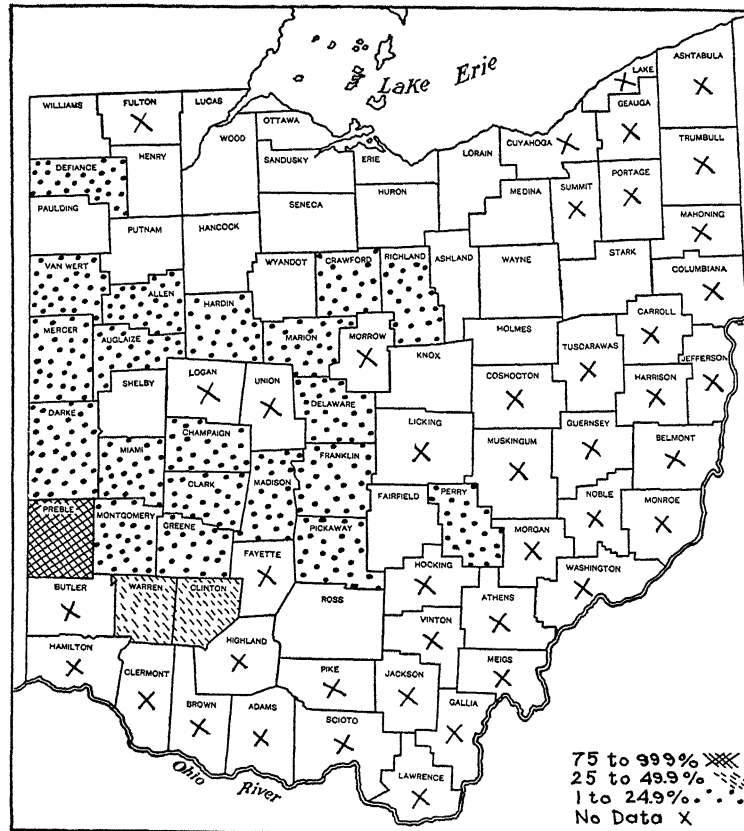 Lake Erie
LAKE
ASHTABULA
WILLIAMS
FULTON
X
LUCAS
OTTAWA
X
GEAUGA
X
X
WOOD
SANDUSKY
ERIE
LORAIN
CUYAHOGA
X
TRUMBULL
X
DEFIANCE
HENRY
HURON
MEDINA
SUMMIT
X
PORTAGE
X
PAULDING
SENECA
MAHONING
X
PUTNAM
HANCOCK
VAN WERT
WYANDOT
CRAWFORD
RICHLAND
ASHLAND
WAYNE
STARK
COLUMBIANA
X
ALLEN
HARDIN
CARROLL
X
MERCER
AUGLAIZE
MARION
MORROW
X
HOLMES
TUSCARAWAS
X
JEFFERSON
X
SHELBY
LOGAN
X
UNION
X
KNOX
COSHOCTON
X
HARRISON
X
DARKE
DELAWARE
CHAMPAIGN
LICKING
X
GUERNSEY
X
MIAMI
CLARK
MADISON
FRANKLIN
MUSKINGUM
X
BELMONT
X
PREBLE
MONTGOMERY
GREENE
PICKAWAY
FAIRFIELD
PERRY
NOBLE
X
MONROE
X
MORGAN
X
FAYETTE
X
HOCKING
X
WASHINGTON
X
BUTLER
X
WARREN
CLINTON
ROSS
ATHENS
X
VINTON
X
HAMILTON
X
HIGHLAND
X
PIKE
X
JACKSON
X
MEIGS
X
CLERMONT
X
BROWN
X
ADAMS
X
SCIOTO
X
GALLIA
X
LAWRENCE
X
Ohio River
75 to 99.9%
25 to 49.9%
1 to 24.9%
No Data X